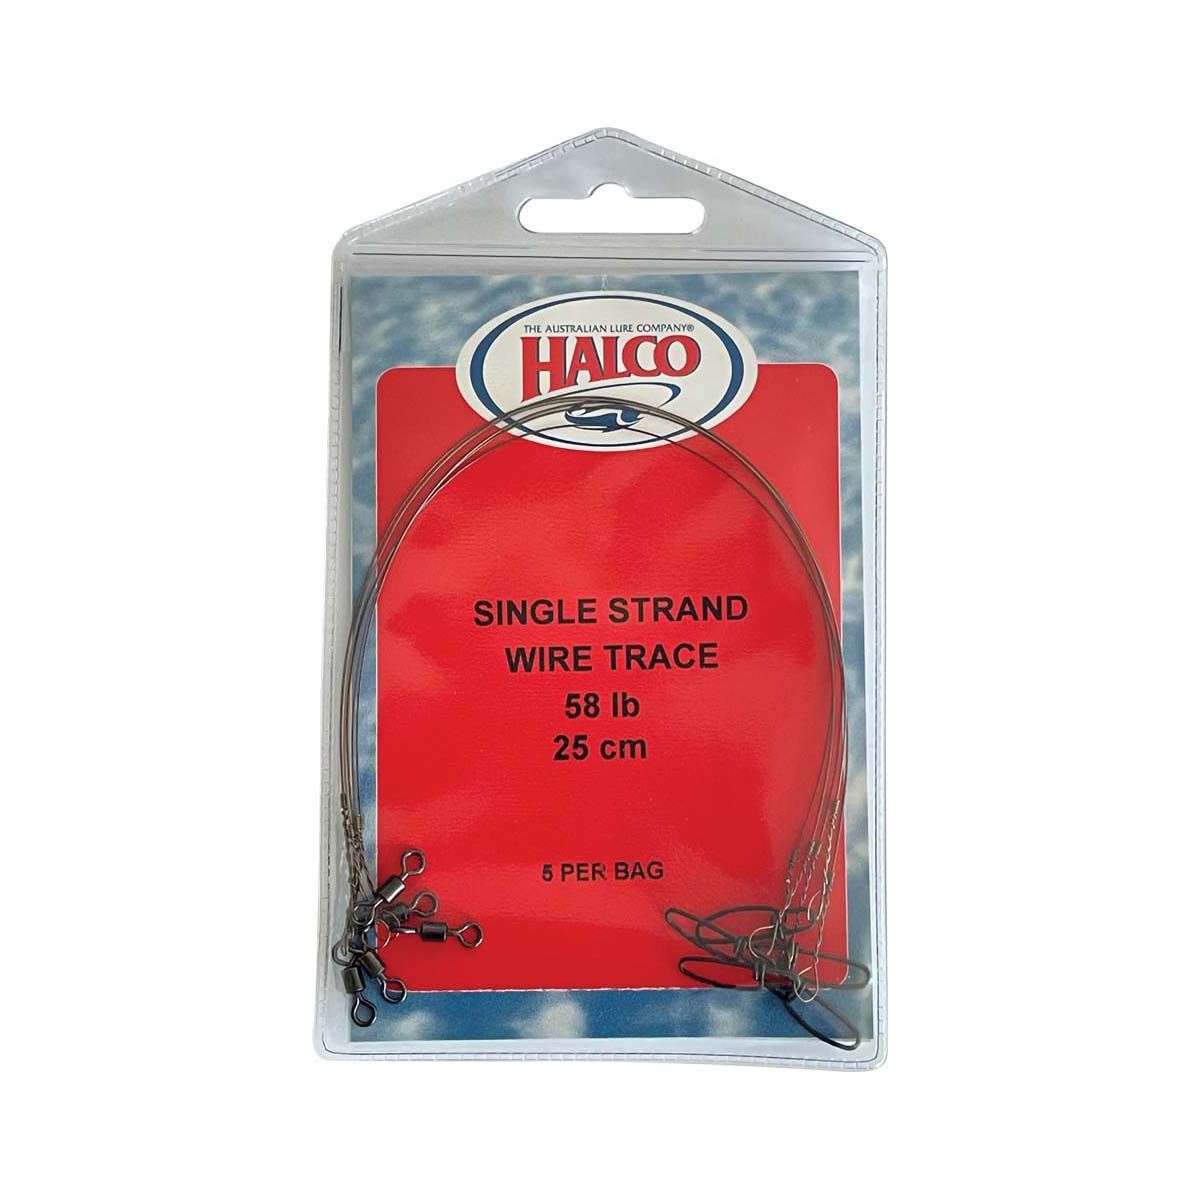 THE AUSTRALIAN LURE COMPANY®
HALCO
SINGLE STRAND
WIRE TRACE
58 lb
25 cm
5 PER BAG